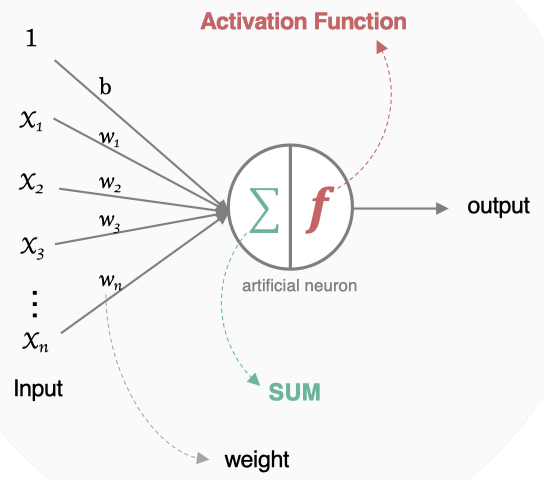 Activation Function
1
b
x₁
w₁
x₂
w₂
x₃
w₃
⋮
xₙ
wₙ
Σ
f
output
artificial neuron
Input
SUM
weight